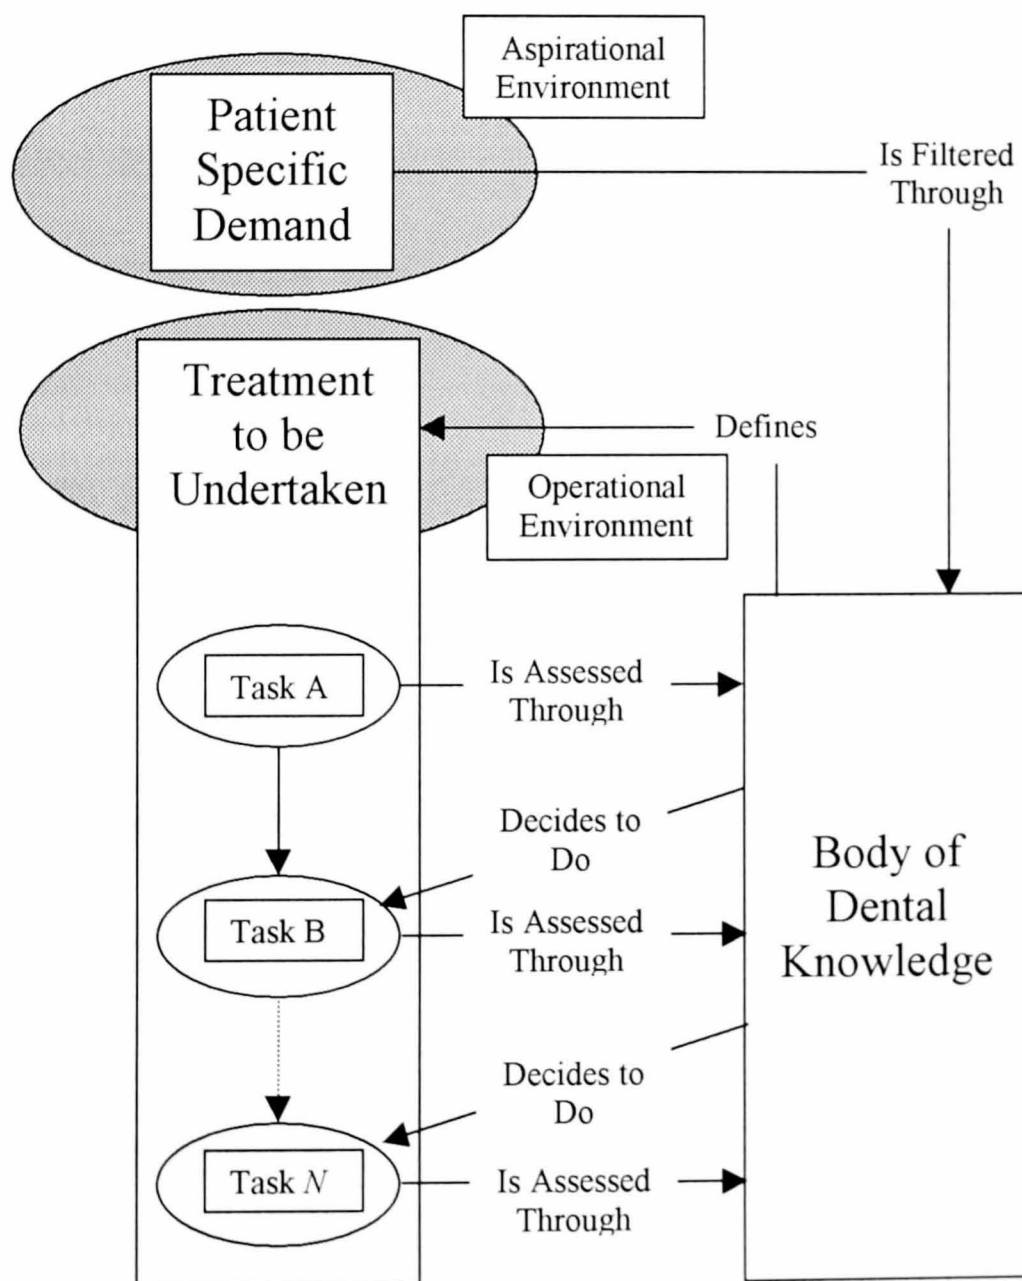 Aspirational
Environment
Patient
Specific
Demand
Is Filtered
Through
Treatment
to be
Undertaken
Defines
Operational
Environment
Task A
Is Assessed
Through
Decides to
Do
Body of
Dental
Knowledge
Task B
Is Assessed
Through
Decides to
Do
Task N
Is Assessed
Through